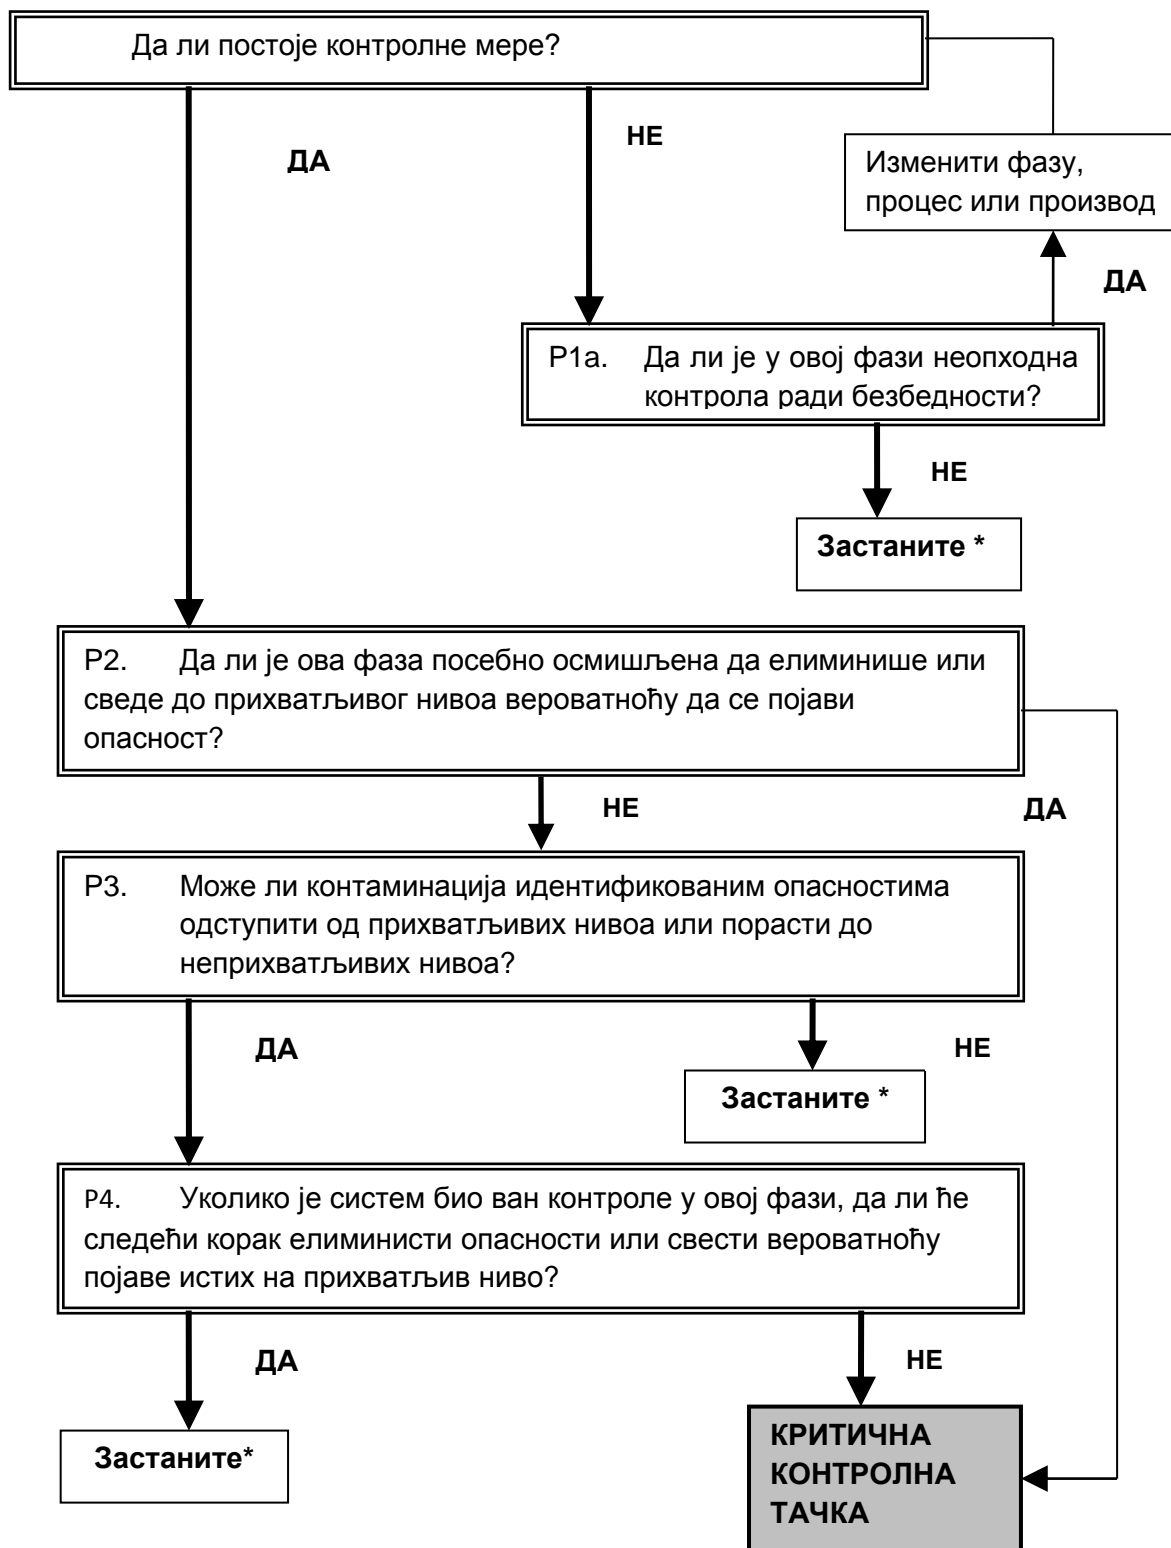 Да ли постоје контролне мере?
ДА
НЕ
Изменити фазу,
процес или производ
ДА
Р1а. Да ли је у овој фази неопходна
контрола ради безбедности?
НЕ
Застаните *
Р2. Да ли је ова фаза посебно осмишљена да елиминише или
сведе до прихватљивог нивоа вероватноћу да се појави
опасност?
НЕ
ДА
Р3. Може ли контаминација идентификованим опасностима
одступити од прихватљивих нивоа или порасти до
неприхватљивих нивоа?
ДА
НЕ
Застаните *
Р4. Уколико је систем био ван контроле у овој фази, да ли ће
следећи корак елиминисти опасности или свести вероватноћу
појаве истих на прихватљив ниво?
ДА
НЕ
Застаните*
КРИТИЧНА
КОНТРОЛНА
ТАЧКА